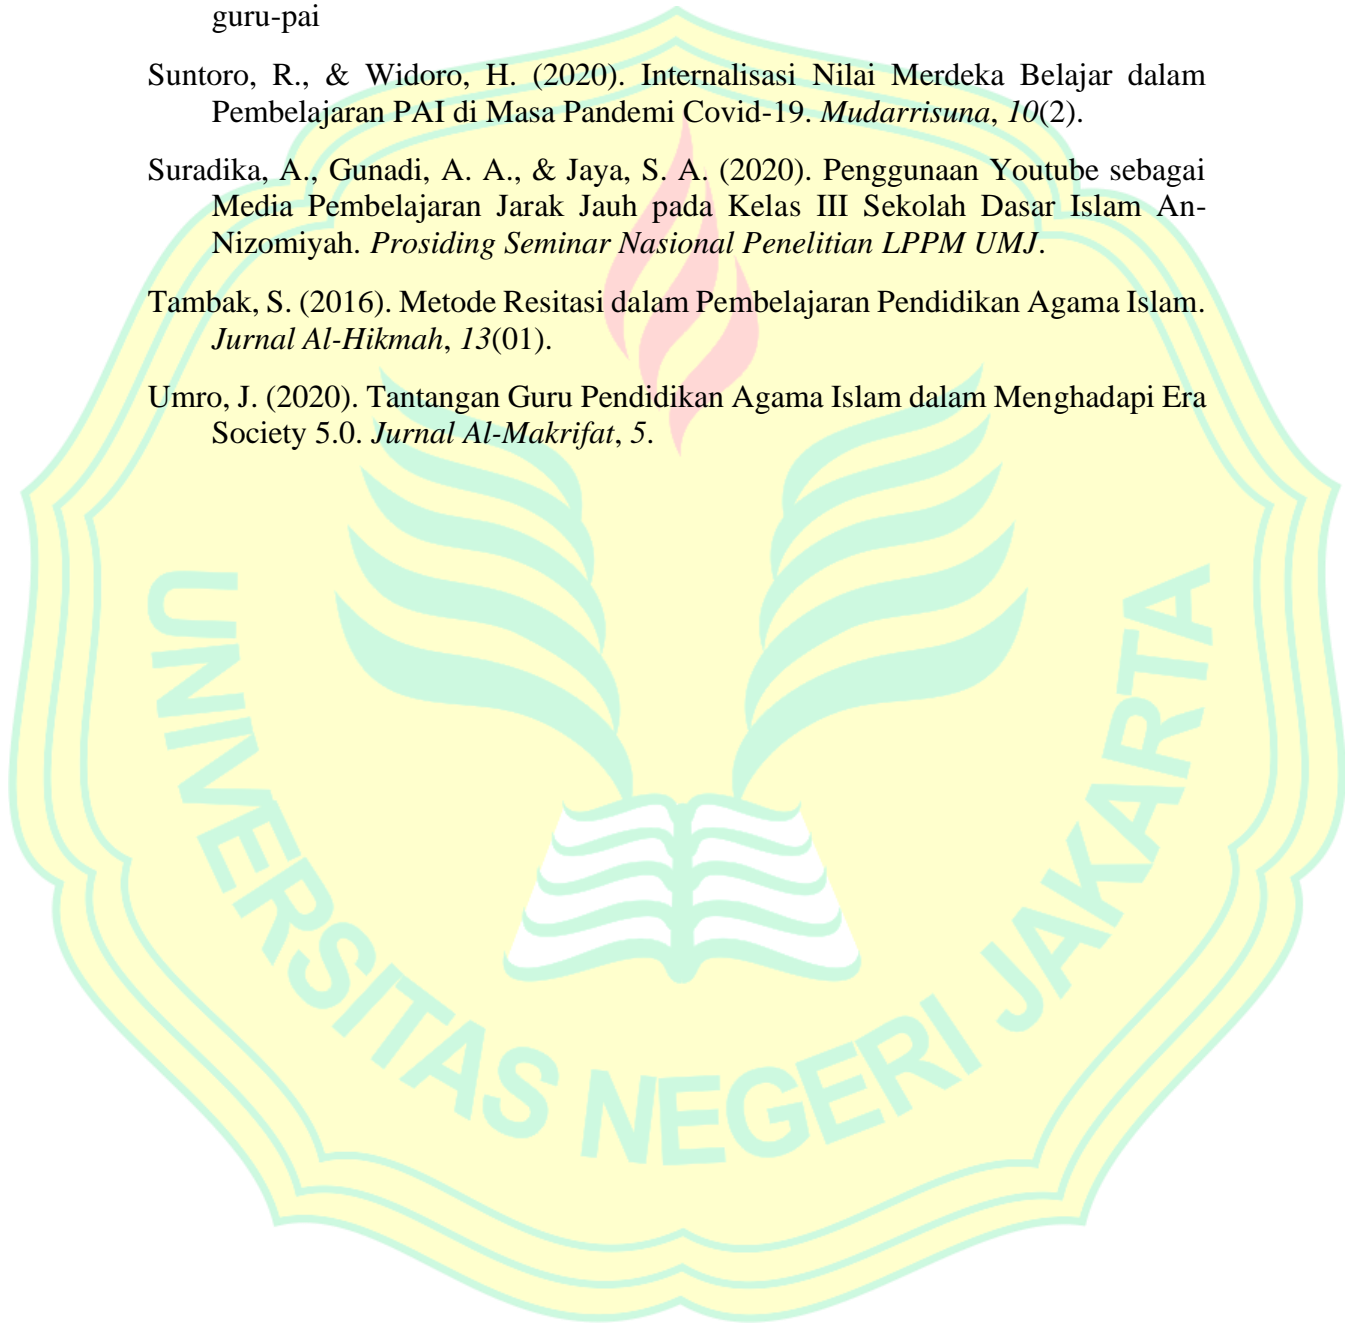 guru-pai
Suntoro, R., & Widoro, H. (2020). Internalisasi Nilai Merdeka Belajar dalam
Pembelajaran PAI di Masa Pandemi Covid-19. Mudarrisuna, 10(2).
Suradika, A., Gunadi, A. A., & Jaya, S. A. (2020). Penggunaan Youtube sebagai
Media Pembelajaran Jarak Jauh pada Kelas III Sekolah Dasar Islam An-
Nizomiyah. Prosiding Seminar Nasional Penelitian LPPM UMJ.
Tambak, S. (2016). Metode Resitasi dalam Pembelajaran Pendidikan Agama Islam.
Jurnal Al-Hikmah, 13(01).
Umro, J. (2020). Tantangan Guru Pendidikan Agama Islam dalam Menghadapi Era
Society 5.0. Jurnal Al-Makrifat, 5.
UNIVERSITAS NEGERI JAKARTA